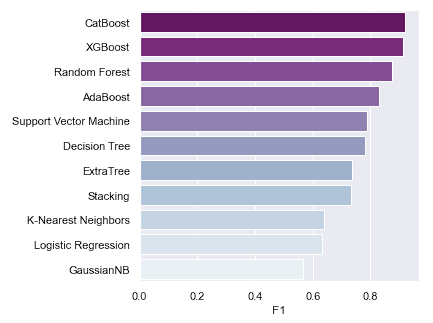 CatBoost
XGBoost
Random Forest
AdaBoost
Support Vector Machine
Decision Tree
ExtraTree
Stacking
K-Nearest Neighbors
Logistic Regression
GaussianNB
0.0 0.2 0.4 0.6 0.8
F1